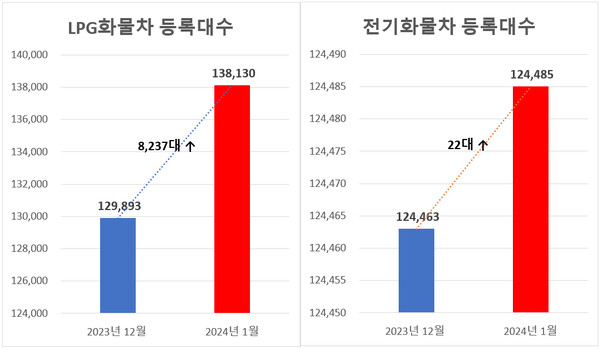 LPG화물차 등록대수
140,000
138,000
136,000
134,000
132,000
130,000
128,000
126,000
124,000
129,893
138,130
8,237대 ↑
2023년 12월
2024년 1월
전기화물차 등록대수
124,490
124,485
124,480
124,475
124,470
124,465
124,460
124,455
124,450
124,463
124,485
22대 ↑
2023년 12월
2024년 1월